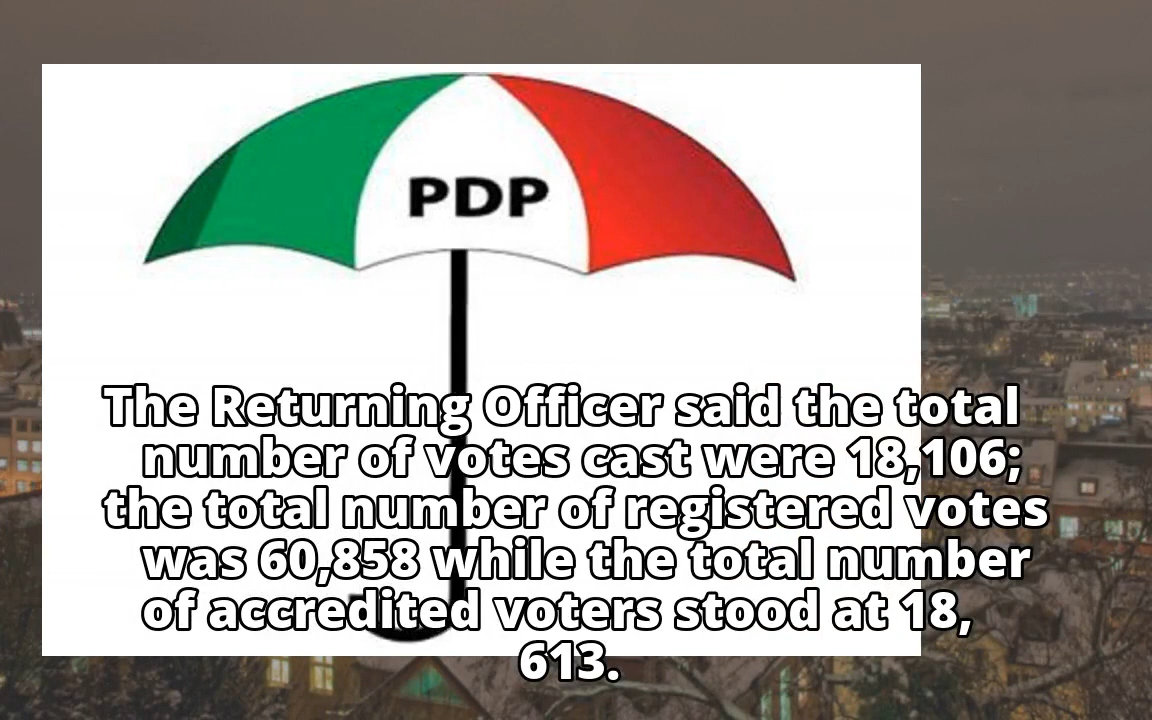 PDP
The Returning Officer said the total
number of votes cast were 18,106;
the total number of registered votes
was 60,858 while the total number
of accredited voters stood at 18,
613.